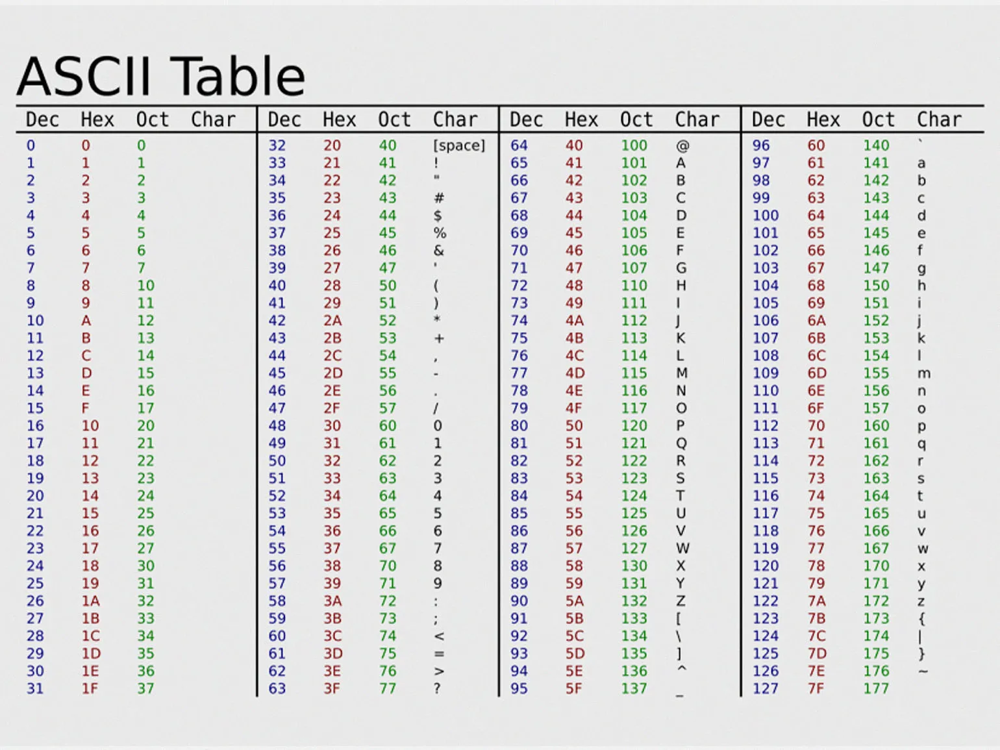 ASCII Table
Dec Hex Oct Char Dec Hex Oct Char Dec Hex Oct Char Dec Hex Oct Char
0 0 0 32 20 40 [space] 64 40 100 @ 96 60 140 `
1 1 1 33 21 41 ! 65 41 101 A 97 61 141 a
2 2 2 34 22 42 " 66 42 102 B 98 62 142 b
3 3 3 35 23 43 # 67 43 103 C 99 63 143 c
4 4 4 36 24 44 $ 68 44 104 D 100 64 144 d
5 5 5 37 25 45 % 69 45 105 E 101 65 145 e
6 6 6 38 26 46 & 70 46 106 F 102 66 146 f
7 7 7 39 27 47 ' 71 47 107 G 103 67 147 g
8 8 10 40 28 50 ( 72 48 110 H 104 68 150 h
9 9 11 41 29 51 ) 73 49 111 I 105 69 151 i
10 A 12 42 2A 52 * 74 4A 112 J 106 6A 152 j
11 B 13 43 2B 53 + 75 4B 113 K 107 6B 153 k
12 C 14 44 2C 54 , 76 4C 114 L 108 6C 154 l
13 D 15 45 2D 55 - 77 4D 115 M 109 6D 155 m
14 E 16 46 2E 56 . 78 4E 116 N 110 6E 156 n
15 F 17 47 2F 57 / 79 4F 117 O 111 6F 157 o
16 10 20 48 30 60 0 80 50 120 P 112 70 160 p
17 11 21 49 31 61 1 81 51 121 Q 113 71 161 q
18 12 22 50 32 62 2 82 52 122 R 114 72 162 r
19 13 23 51 33 63 3 83 53 123 S 115 73 163 s
20 14 24 52 34 64 4 84 54 124 T 116 74 164 t
21 15 25 53 35 65 5 85 55 125 U 117 75 165 u
22 16 26 54 36 66 6 86 56 126 V 118 76 166 v
23 17 27 55 37 67 7 87 57 127 W 119 77 167 w
24 18 30 56 38 70 8 88 58 130 X 120 78 170 x
25 19 31 57 39 71 9 89 59 131 Y 121 79 171 y
26 1A 32 58 3A 72 : 90 5A 132 Z 122 7A 172 z
27 1B 33 59 3B 73 ; 91 5B 133 [ 123 7B 173 {
28 1C 34 60 3C 74 < 92 5C 134 \ 124 7C 174 |
29 1D 35 61 3D 75 = 93 5D 135 ] 125 7D 175 }
30 1E 36 62 3E 76 > 94 5E 136 ^ 126 7E 176 ~
31 1F 37 63 3F 77 ? 95 5F 137 _ 127 7F 177